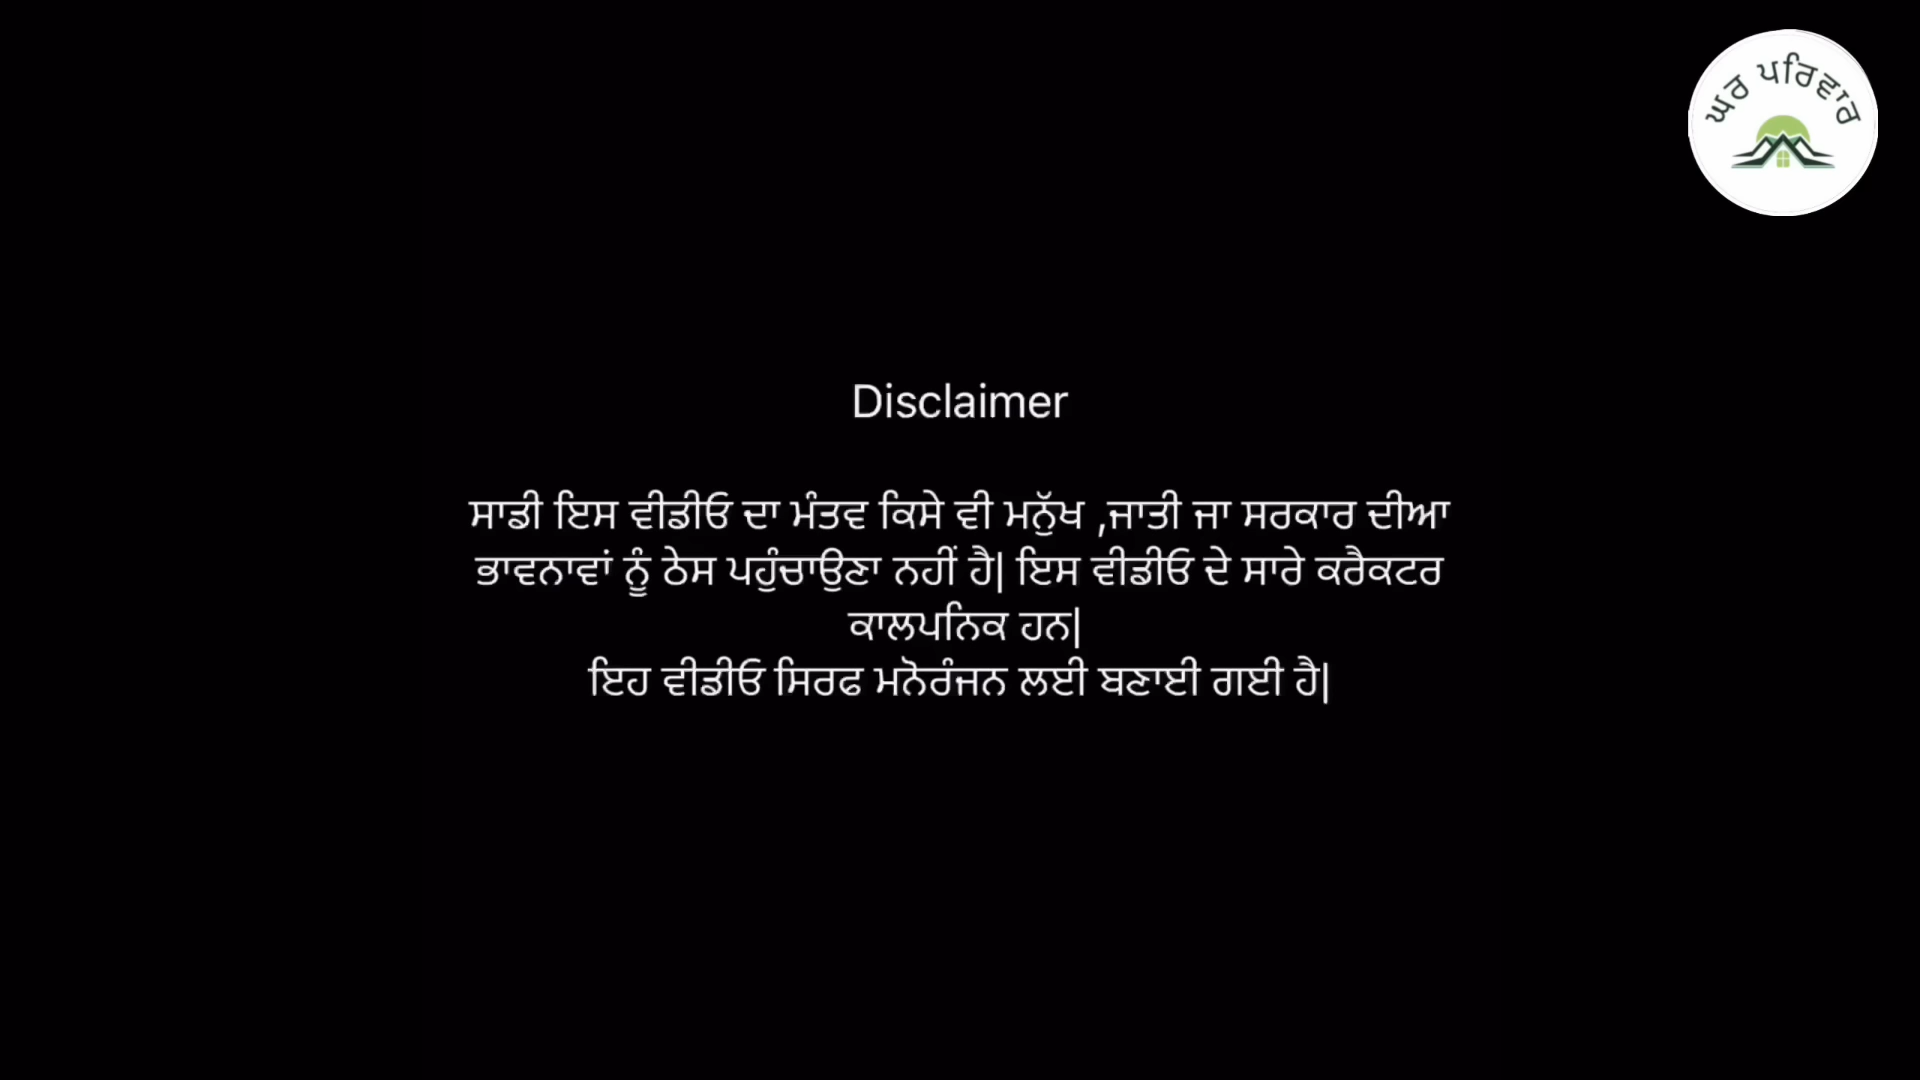 ਘਰ ਪਰਿਵਾਰ
Disclaimer
ਸਾਡੀ ਇਸ ਵੀਡੀਓ ਦਾ ਮੰਤਵ ਕਿਸੇ ਵੀ ਮਨੁੱਖ ,ਜਾਤੀ ਜਾ ਸਰਕਾਰ ਦੀਆ
ਭਾਵਨਾਵਾਂ ਨੂੰ ਠੇਸ ਪਹੁੰਚਾਉਣਾ ਨਹੀਂ ਹੈ| ਇਸ ਵੀਡੀਓ ਦੇ ਸਾਰੇ ਕਰੈਕਟਰ
ਕਾਲਪਨਿਕ ਹਨ|
ਇਹ ਵੀਡੀਓ ਸਿਰਫ ਮਨੋਰੰਜਨ ਲਈ ਬਣਾਈ ਗਈ ਹੈ|